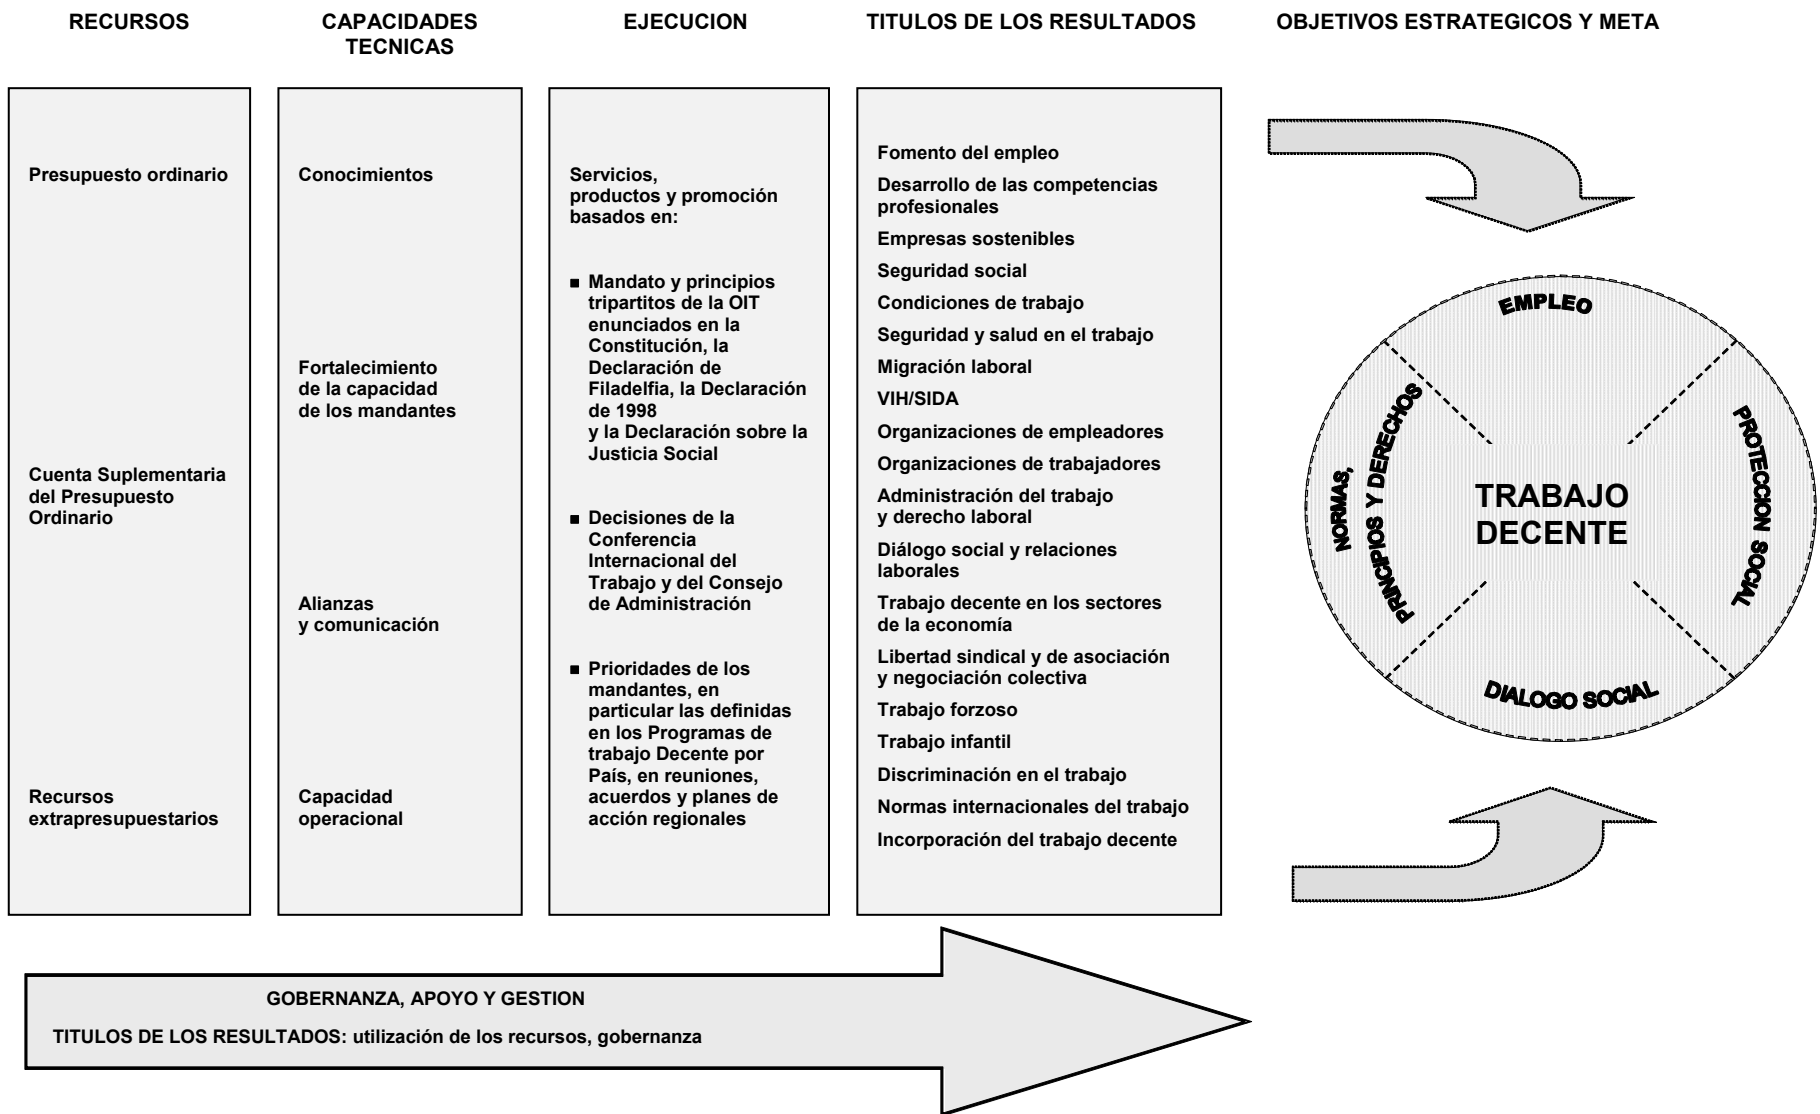 RECURSOS
CAPACIDADES
TECNICAS
EJECUCION
TITULOS DE LOS RESULTADOS
OBJETIVOS ESTRATEGICOS Y META
Presupuesto ordinario
Cuenta Suplementaria
del Presupuesto
Ordinario
Recursos
extrapresupuestarios
Conocimientos
Fortalecimiento
de la capacidad
de los mandantes
Alianzas
y comunicación
Capacidad
operacional
Servicios,
productos y promoción
basados en:
■ Mandato y principios
tripartitos de la OIT
enunciados en la
Constitución, la
Declaración de
Filadelfia, la Declaración
de 1998
y la Declaración sobre la
Justicia Social
■ Decisiones de la
Conferencia
Internacional del
Trabajo y del Consejo
de Administración
■ Prioridades de los
mandantes, en
particular las definidas
en los Programas de
trabajo Decente por
País, en reuniones,
acuerdos y planes de
acción regionales
Fomento del empleo
Desarrollo de las competencias
profesionales
Empresas sostenibles
Seguridad social
Condiciones de trabajo
Seguridad y salud en el trabajo
Migración laboral
VIH/SIDA
Organizaciones de empleadores
Organizaciones de trabajadores
Administración del trabajo
y derecho laboral
Diálogo social y relaciones
laborales
Trabajo decente en los sectores
de la economía
Libertad sindical y de asociación
y negociación colectiva
Trabajo forzoso
Trabajo infantil
Discriminación en el trabajo
Normas internacionales del trabajo
Incorporación del trabajo decente
EMPLEO
NORMAS,
PRINCIPIOS Y DERECHOS
TRABAJO
DECENTE
PROTECCION SOCIAL
DIALOGO SOCIAL
GOBERNANZA, APOYO Y GESTION
TITULOS DE LOS RESULTADOS: utilización de los recursos, gobernanza